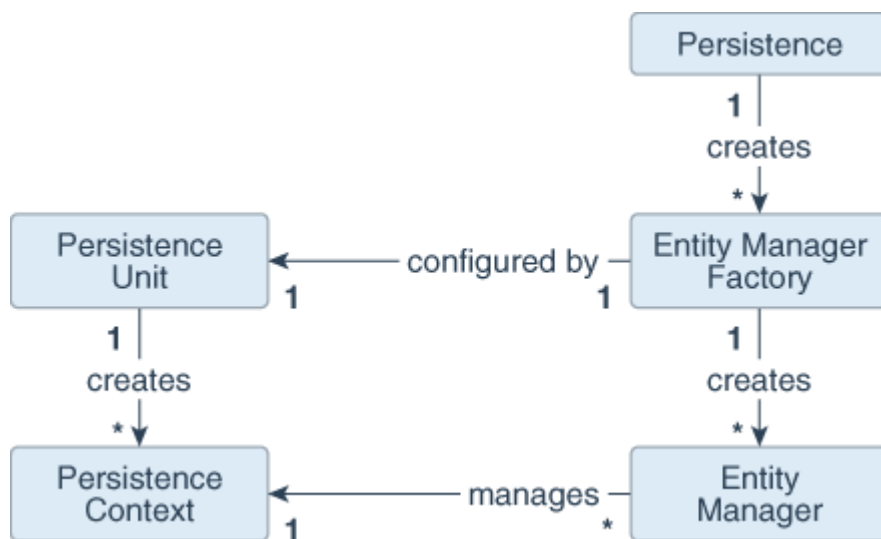 Persistence
1
creates
*
Persistence
Unit
configured by
Entity Manager
Factory
1
1
1
1
creates
creates
*
*
Persistence
Context
manages
Entity
Manager
1
*